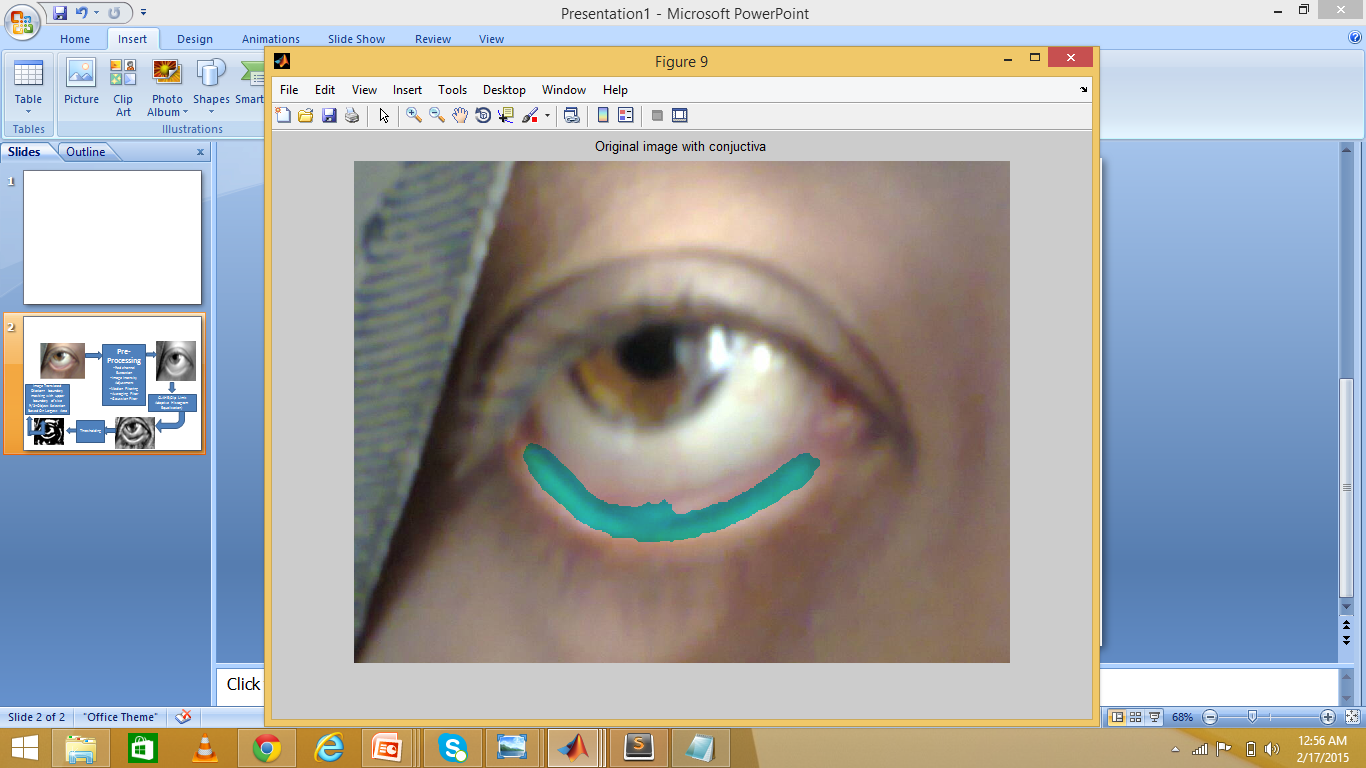 Presentation1 - Microsoft PowerPoint
Home Insert Design Animations Slide Show Review View
Table
Picture
Clip Art
Photo Album
Shapes
Smart
Tables
Illustrations
Slides Outline x
1
2
Pre-Processing
Thresholding
Figure 9
File Edit View Insert Tools Desktop Window Help
Original image with conjuctiva
Click
Slide 2 of 2 "Office Theme" 68%
12:56 AM
2/17/2015